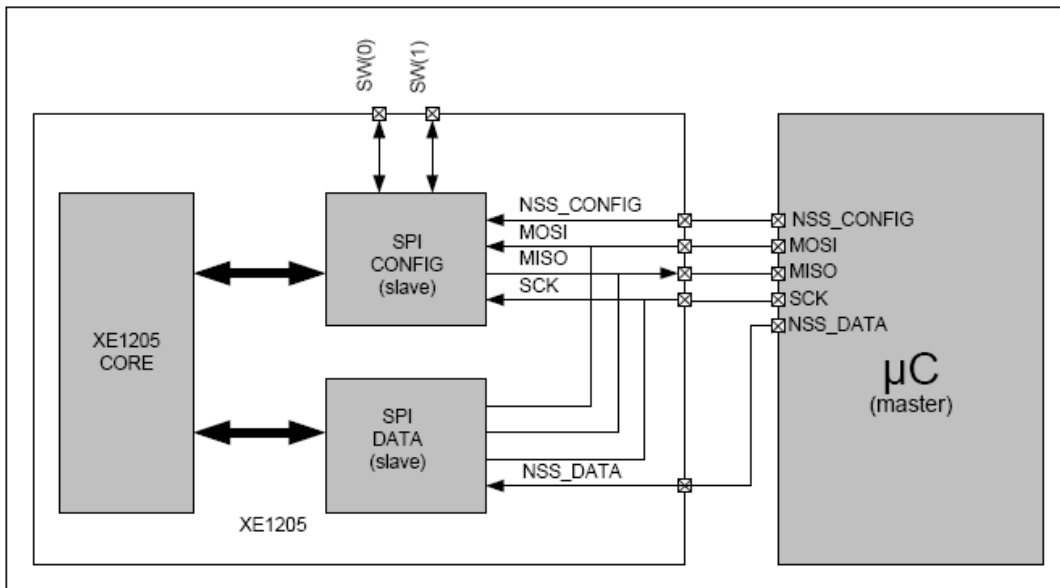 SW(0)
SW(1)
NSS_CONFIG
MOSI
MISO
SCK
SPI
CONFIG
(slave)
NSS_CONFIG
MOSI
MISO
SCK
NSS_DATA
XE1205
CORE
µC
(master)
SPI
DATA
(slave)
NSS_DATA
XE1205